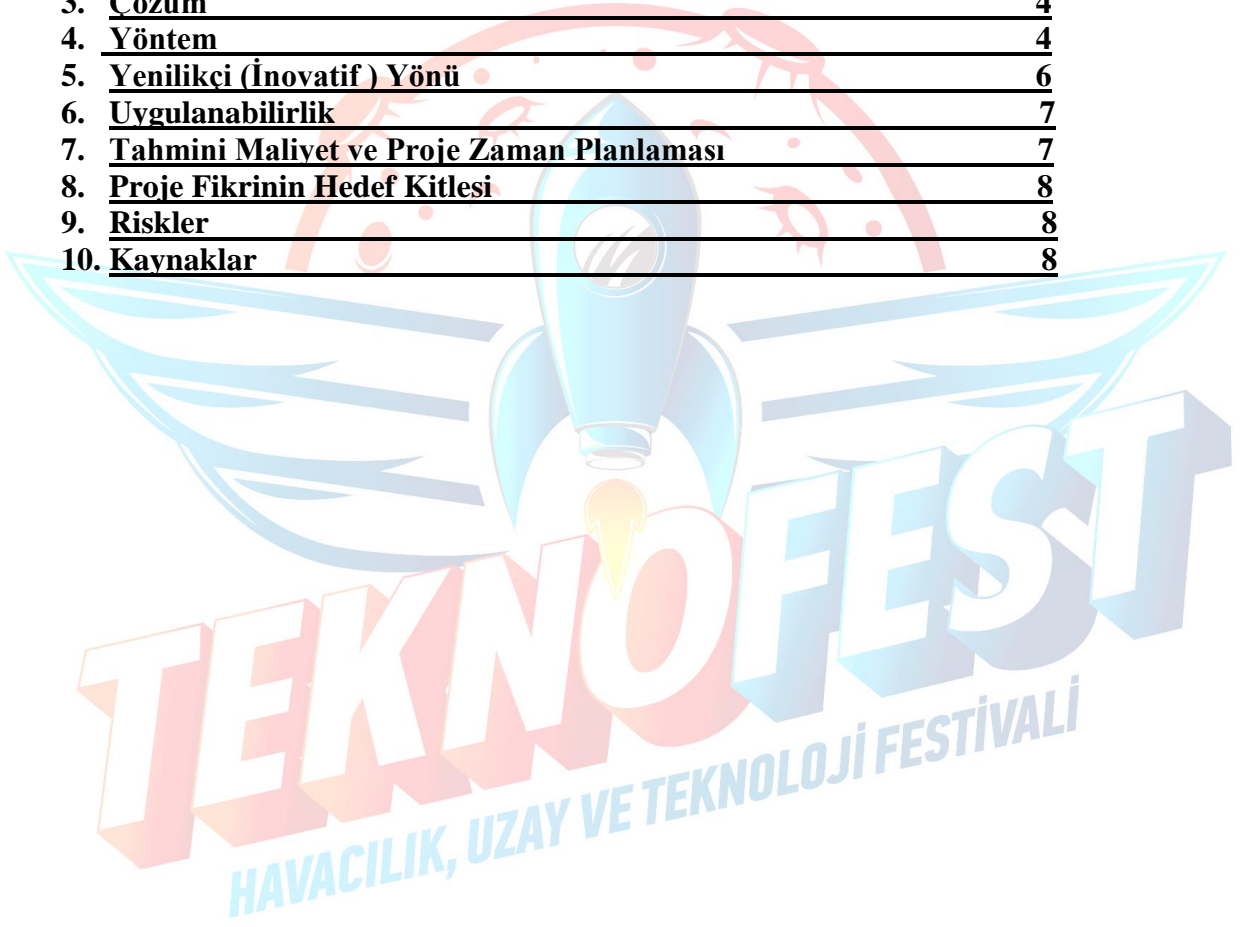 3. Çözüm 4
4. Yöntem 4
5. Yenilikçi (İnovatif ) Yönü 6
6. Uygulanabilirlik 7
7. Tahmini Maliyet ve Proje Zaman Planlaması 7
8. Proje Fikrinin Hedef Kitlesi 8
9. Riskler 8
10. Kaynaklar 8
TEKNOFEST
HAVACILIK, UZAY VE TEKNOLOJİ FESTİVALİ